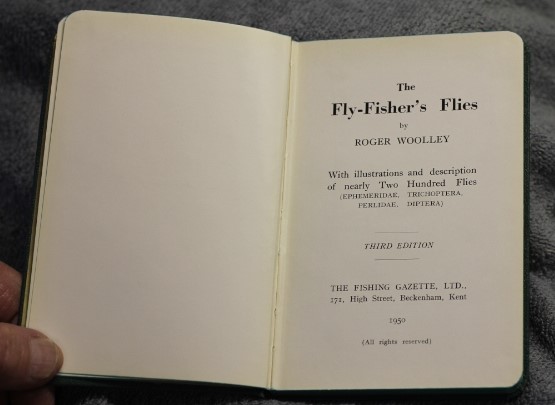 The
Fly-Fisher's Flies
by
ROGER WOOLLEY
With illustrations and description
of nearly Two Hundred Flies
(EPHEMERIDAE, TRICHOPTERA,
PERLIDAE, DIPTERA)
THIRD EDITION
THE FISHING GAZETTE, LTD.,
172, High Street, Beckenham, Kent
1950
(All rights reserved)